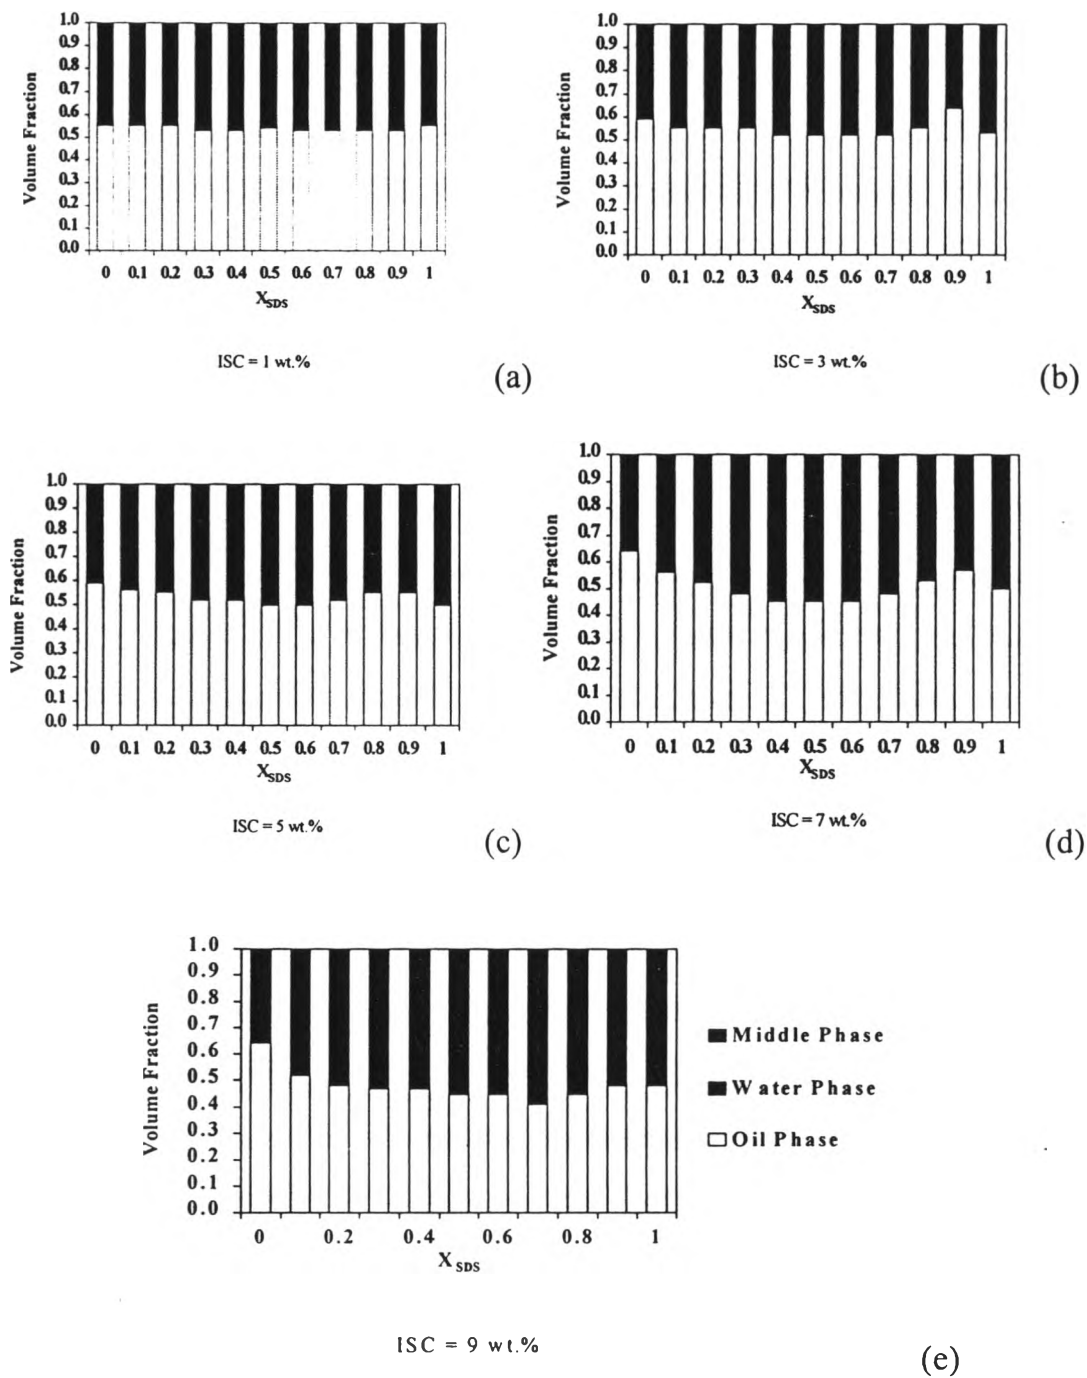 1.0
0.9
0.8
0.7
0.6
0.5
0.4
0.3
0.2
0.1
0.0
Volume Fraction
0 0.1 0.2 0.3 0.4 0.5 0.6 0.7 0.8 0.9 1
XSDS
ISC = 1 wt.%
(a)
1.0
0.9
0.8
0.7
0.6
0.5
0.4
0.3
0.2
0.1
0.0
Volume Fraction
0 0.1 0.2 0.3 0.4 0.5 0.6 0.7 0.8 0.9 1
XSDS
ISC = 3 wt.%
(b)
1.0
0.9
0.8
0.7
0.6
0.5
0.4
0.3
0.2
0.1
0.0
Volume Fraction
0 0.1 0.2 0.3 0.4 0.5 0.6 0.7 0.8 0.9 1
XSDS
ISC = 5 wt.%
(c)
1.0
0.9
0.8
0.7
0.6
0.5
0.4
0.3
0.2
0.1
0.0
Volume Fraction
0 0.1 0.2 0.3 0.4 0.5 0.6 0.7 0.8 0.9 1
XSDS
ISC = 7 wt.%
(d)
1.0
0.9
0.8
0.7
0.6
0.5
0.4
0.3
0.2
0.1
0.0
Volume Fraction
0 0.2 0.4 0.6 0.8 1
XSDS
Middle Phase
Water Phase
Oil Phase
ISC = 9 wt.%
(e)